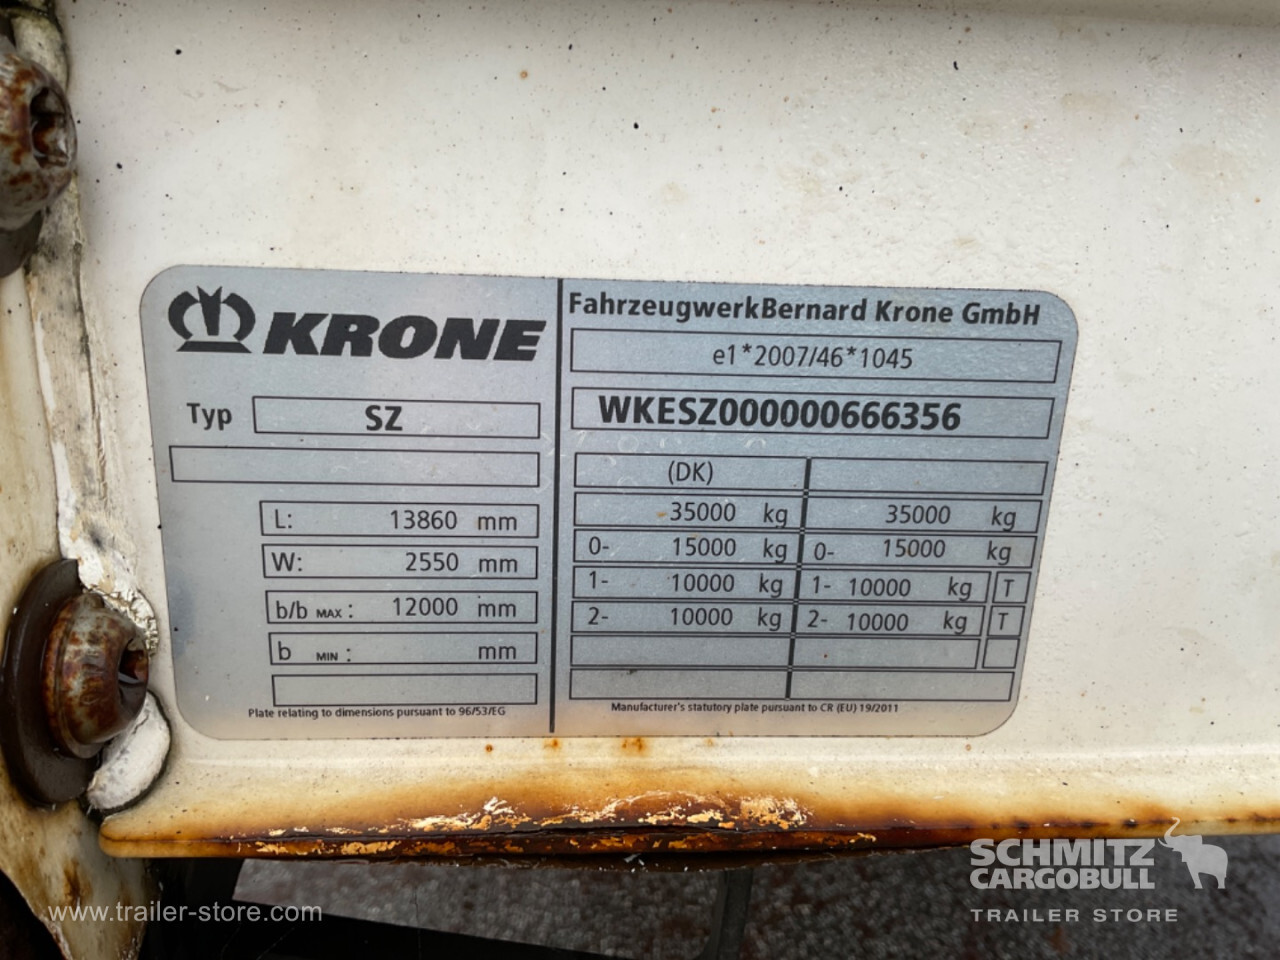 KRONE
Typ SZ
L: 13860 mm
W: 2550 mm
b/b MAX : 12000 mm
b MIN : mm
Plate relating to dimensions pursuant to 96/53/EG
FahrzeugwerkBernard Krone GmbH
e1*2007/46*1045
WKESZ000000666356
(DK)
35000 kg 35000 kg
0- 15000 kg 0- 15000 kg
1- 10000 kg 1- 10000 kg T
2- 10000 kg 2- 10000 kg T
Manufacturer's statutory plate pursuant to CR (EU) 19/2011
www.trailer-store.com
SCHMITZ
CARGOBULL
TRAILER STORE